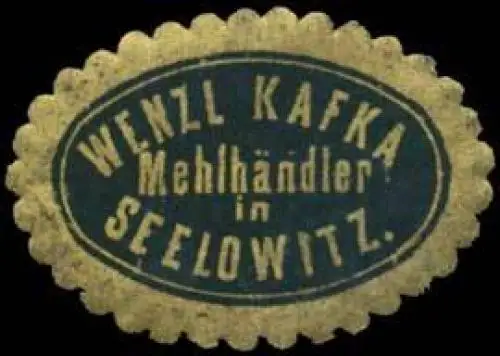 WENZL KAFKA
Mehlhändler
in
SEELOWITZ.